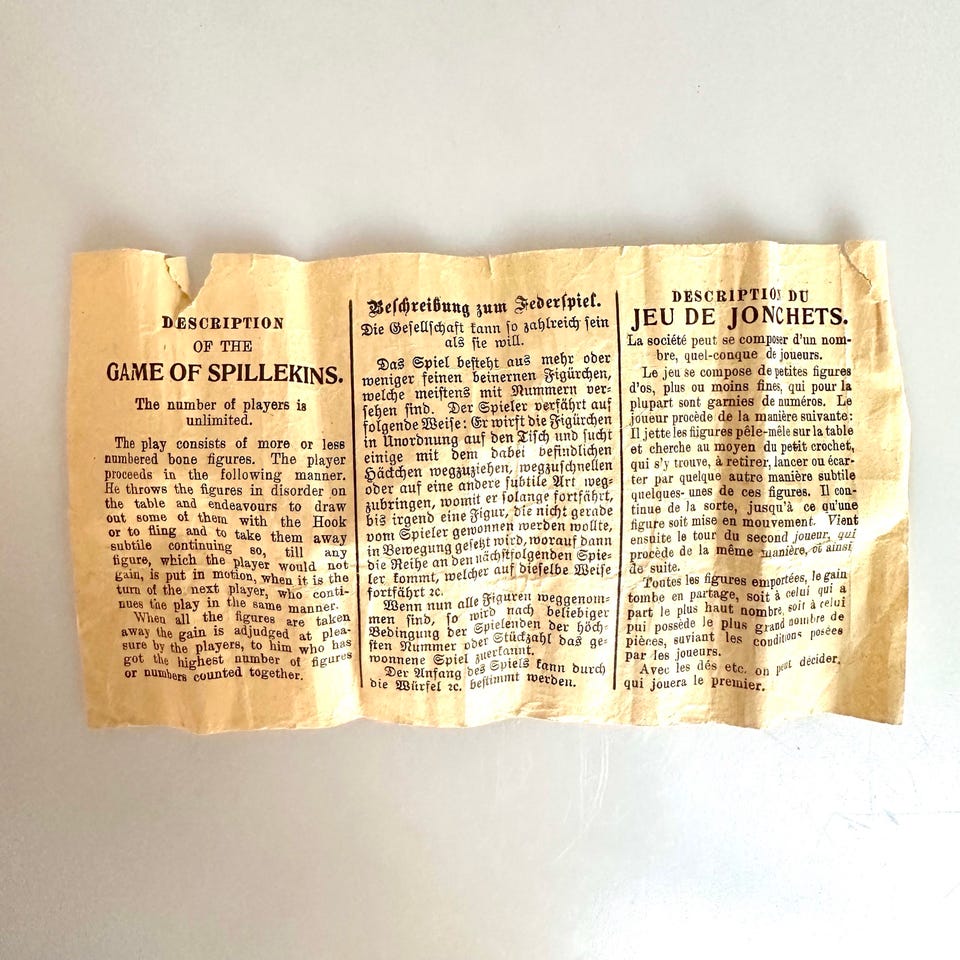 DESCRIPTION
OF THE
GAME OF SPILLEKINS.
The number of players is
unlimited.
The play consists of more or less
numbered bone figures. The player
proceeds in the following manner.
He throws the figures in disorder on
the table and endeavours to draw
out some of them with the Hook
or to fling and to take them away
subtile continuing so, till any
figure, which the player would not
gain, is put in motion, when it is the
turn of the next player, who conti-
nues the play in the same manner.
When all the figures are taken
away the gain is adjudged at plea-
sure by the players, to him who has
got the highest number of figures
or numbers counted together.
Beschreibung zum Federspiel.
Die Gesellschaft kann so zahlreich sein
als sie will.
Das Spiel besteht aus mehr oder
weniger feinen beinernen Figürchen,
welche meistens mit Nummern ver-
sehen sind. Der Spieler verfährt auf
folgende Weise: Er wirft die Figürchen
in Unordnung auf den Tisch und sucht
einige mit dem dabei befindlichen
Häckchen wegzuziehen, wegzuschnellen
oder auf eine andere subtile Art weg-
zubringen, womit er solange fortfährt,
bis irgend eine Figur, die nicht gerade
vom Spieler gewonnen werden wollte,
in Bewegung gesetzt wird, worauf dann
die Reihe an den nächstfolgenden Spie-
ler kommt, welcher auf dieselbe Weise
fortfährt ꝛc.
Wenn nun alle Figuren weggenom-
men sind, so wird nach beliebiger
Bedingung der Spielenden der höch-
sten Nummer oder Stückzahl das ge-
wonnene Spiel zuerkannt.
Der Anfang des Spiels kann durch
die Würfel ꝛc. bestimmt werden.
DESCRIPTION DU
JEU DE JONCHETS.
La société peut se composer d'un nom-
bre, quel-conque de joueurs.
Le jeu se compose de petites figures
d'os, plus ou moins fines, qui pour la
plupart sont garnies de numéros. Le
joueur procède de la manière suivante:
Il jette les fiigures pêle-mêle sur la table
et cherche au moyen du petit crochet,
qui s'y trouve, à retirer, lancer ou écar-
ter par quelque autre manière subtile
quelques-unes de ces figures. Il con-
tinue de la sorte, jusqu'à ce qu'une
figure soit mise en mouvement. Vient
ensuite le tour du second joueur, qui
procède de la même manière, et ainsi
de suite.
Toutes les figures emportées, le gain
tombe en partage, soit à celui qui a
part le plus haut nombre, soit à celui
qui possède le plus grand nombre de
pièces, suviant les conditions posées
par les joueurs.
Avec les dés etc. on peut décider,
qui jouera le premier.